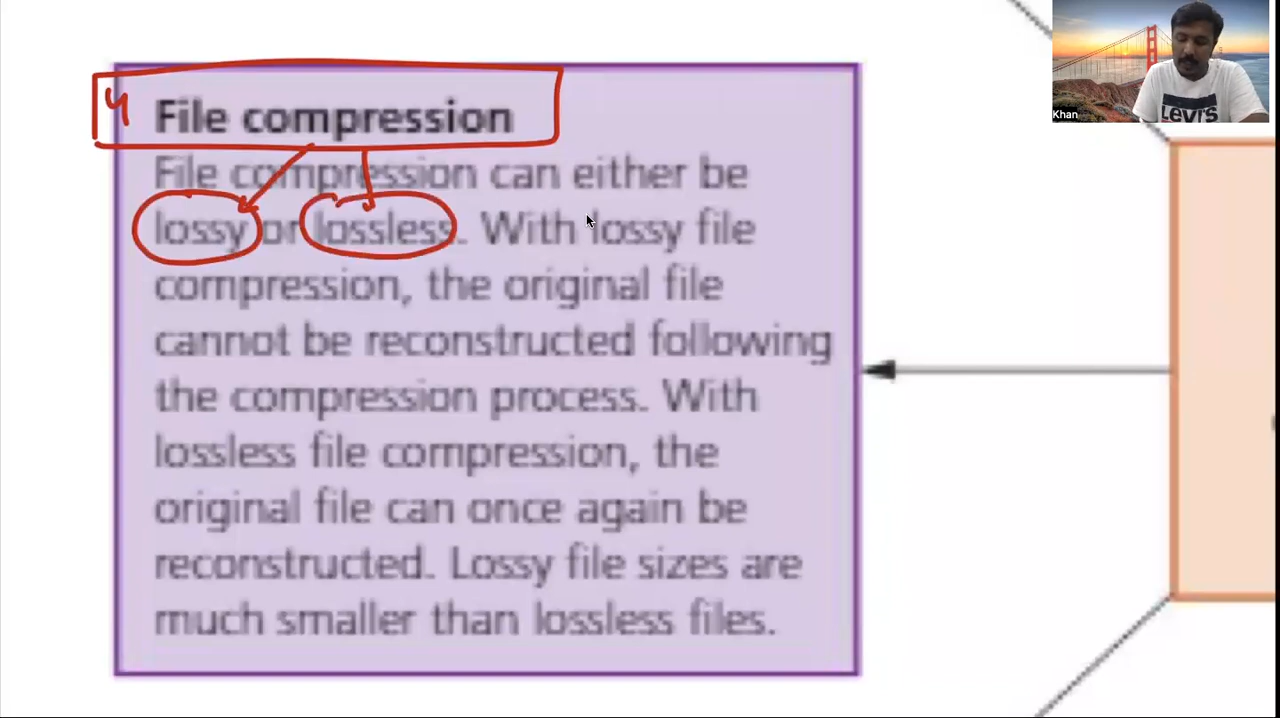 4 File compression
File compression can either be
lossy or lossless. With lossy file
compression, the original file
cannot be reconstructed following
the compression process. With
lossless file compression, the
original file can once again be
reconstructed. Lossy file sizes are
much smaller than lossless files.
LEVI'S
Khan